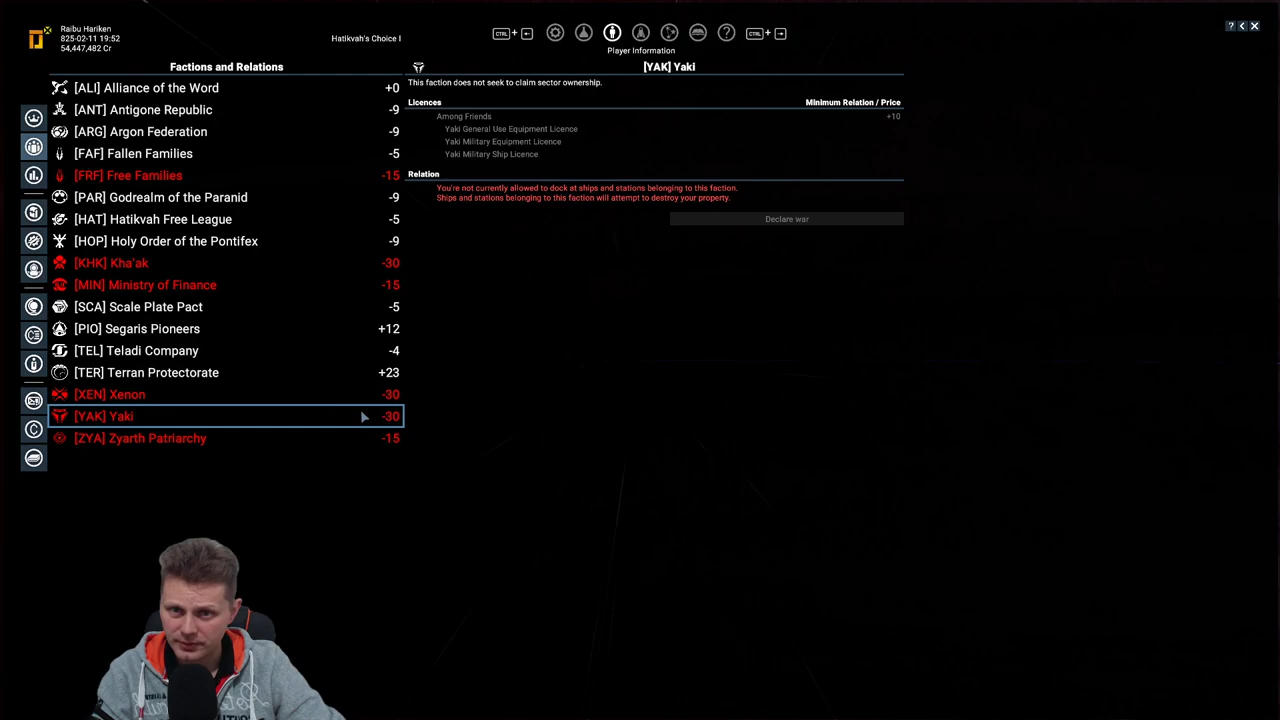 Raibu Hariken
825-02-11 19:52
54,447,482 Cr
Hatikvah's Choice I
CTRL +
CTRL +
Player Information
? < X
Factions and Relations
[ALI] Alliance of the Word +0
[ANT] Antigone Republic -9
[ARG] Argon Federation -9
[FAF] Fallen Families -5
[FRF] Free Families -15
[PAR] Godrealm of the Paranid -9
[HAT] Hatikvah Free League -5
[HOP] Holy Order of the Pontifex -9
[KHK] Kha'ak -30
[MIN] Ministry of Finance -15
[SCA] Scale Plate Pact -5
[PIO] Segaris Pioneers +12
[TEL] Teladi Company -4
[TER] Terran Protectorate +23
[XEN] Xenon -30
[YAK] Yaki -30
[ZYA] Zyarth Patriarchy -15
[YAK] Yaki
This faction does not seek to claim sector ownership.
Licences Minimum Relation / Price
Among Friends +10
Yaki General Use Equipment Licence
Yaki Military Equipment Licence
Yaki Military Ship Licence
Relation
You're not currently allowed to dock at ships and stations belonging to this faction.
Ships and stations belonging to this faction will attempt to destroy your property.
Declare war